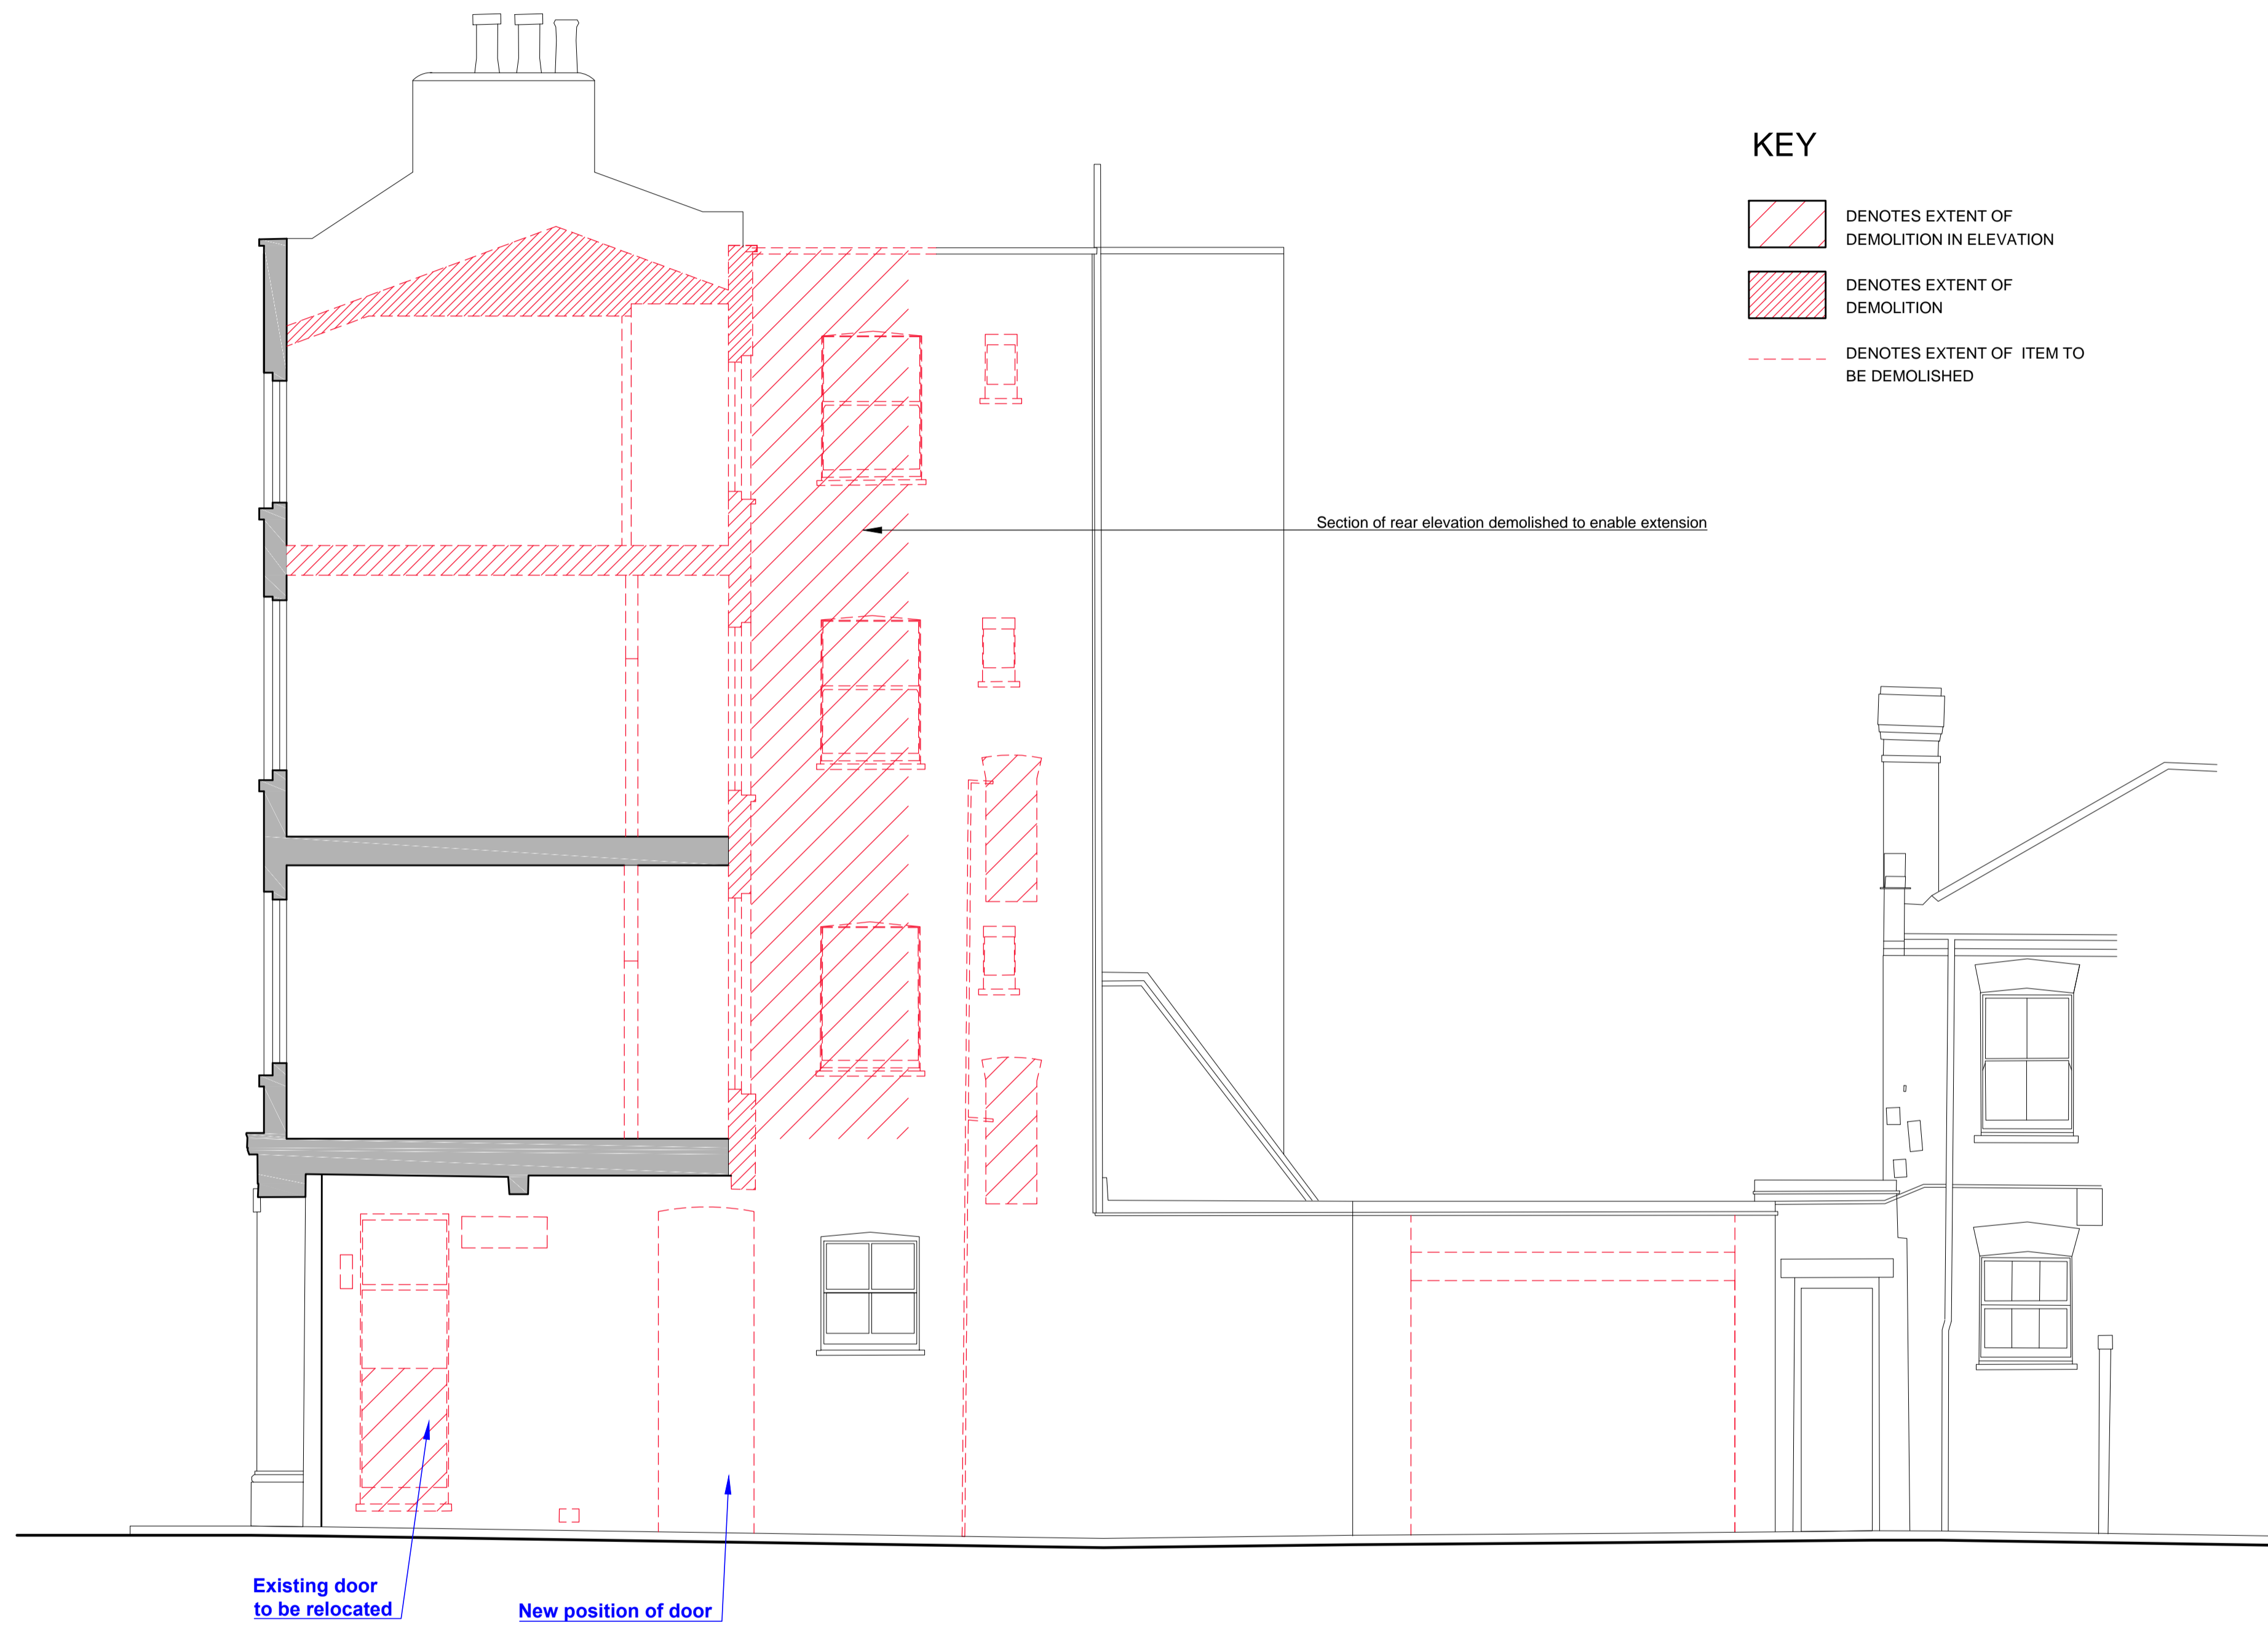 KEY
DENOTES EXTENT OF
DEMOLITION IN ELEVATION
DENOTES EXTENT OF
DEMOLITION
DENOTES EXTENT OF  ITEM TO
BE DEMOLISHED
Section of rear elevation demolished to enable extension
Existing door
to be relocated
New position of door